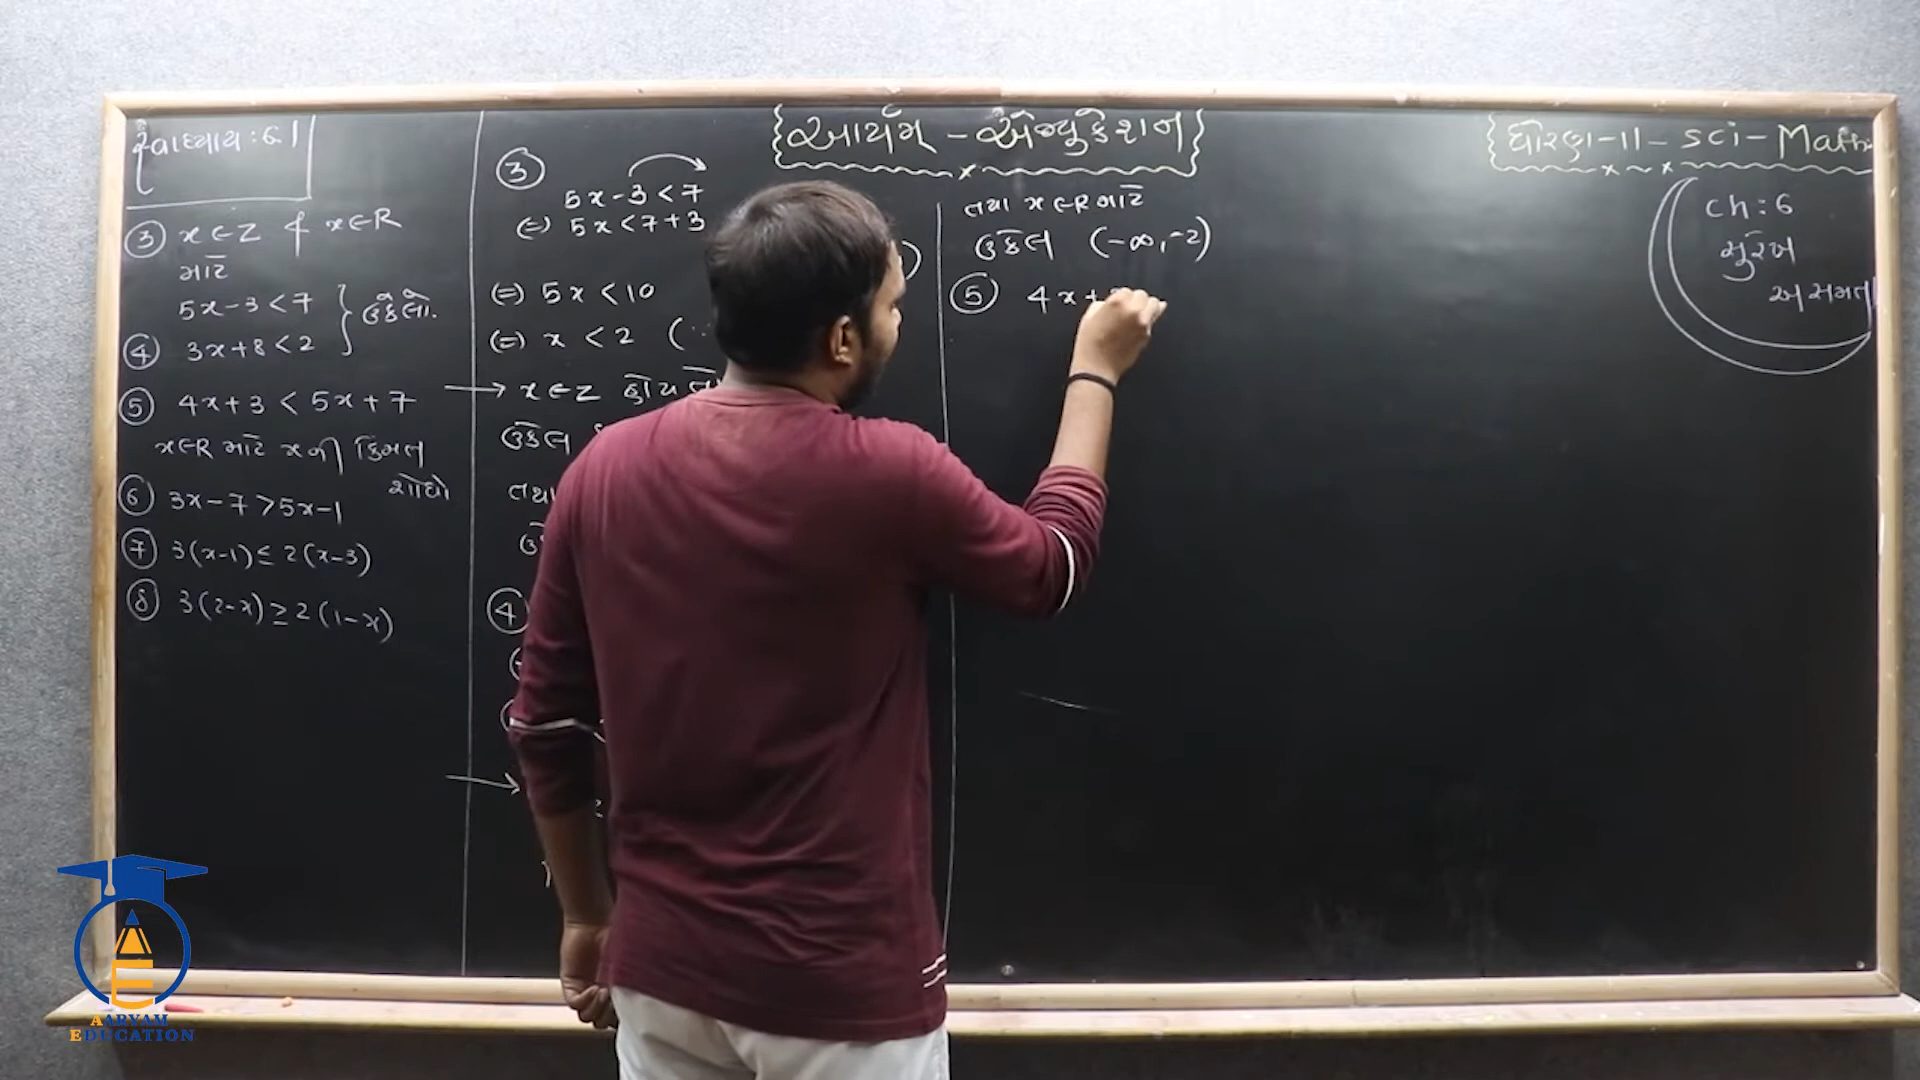 આર્યમ્ - એજ્યુકેશન
ધોરણ-11 - sci - Maths
સ્વાધ્યાય : 6.1
③ x∈Z ને x∈R
માટે
5x-3<7 } ઉકેલો.
④ 3x+8<2
⑤ 4x+3 < 5x+7
x∈R માટે x ની કિંમત
શોધો
⑥ 3x-7>5x-1
⑦ 3(x-1)≤2(x-3)
⑧ 3(2-x)≥2(1-x)
③
5x-3<7
(=) 5x<7+3
(=) 5x<10
(=) x<2 (∵
→ x∈Z હોય તો
ઉકેલ
તથા
④
→
તથા x∈R માટે
ઉકેલ (-∞,-2)
⑤ 4x+
ch:6
સુરેખ
અસમતા
AARYAM
EDUCATION